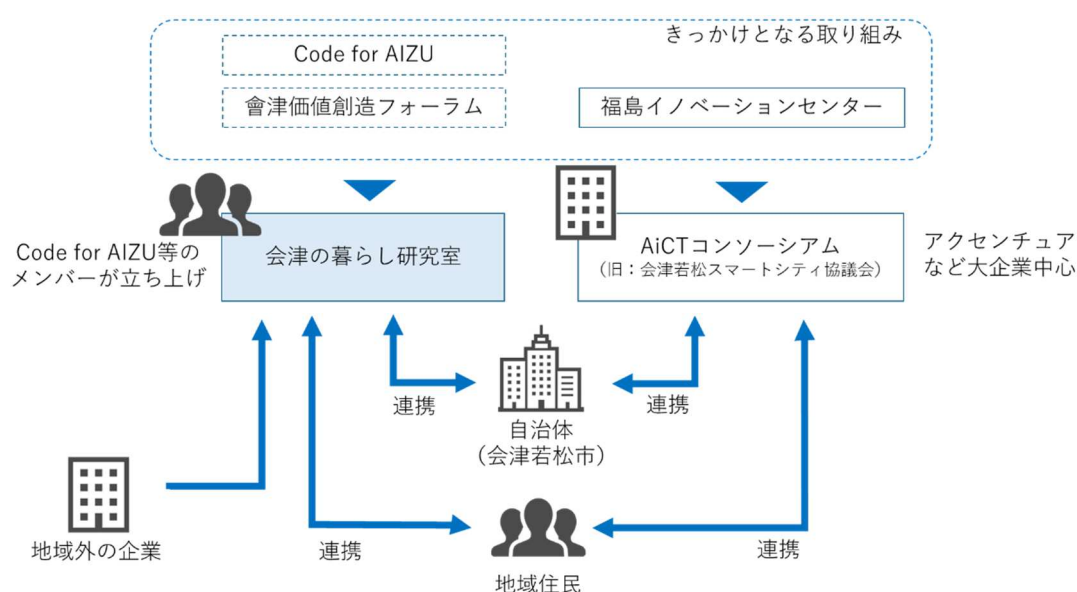 きっかけとなる取り組み
Code for AIZU
會津価値創造フォーラム
福島イノベーションセンター
Code for AIZU等の
メンバーが立ち上げ
会津の暮らし研究室
AiCTコンソーシアム
（旧：会津若松スマートシティ協議会）
アクセンチュア
など大企業中心
連携
連携
自治体
（会津若松市）
地域外の企業
連携
連携
地域住民